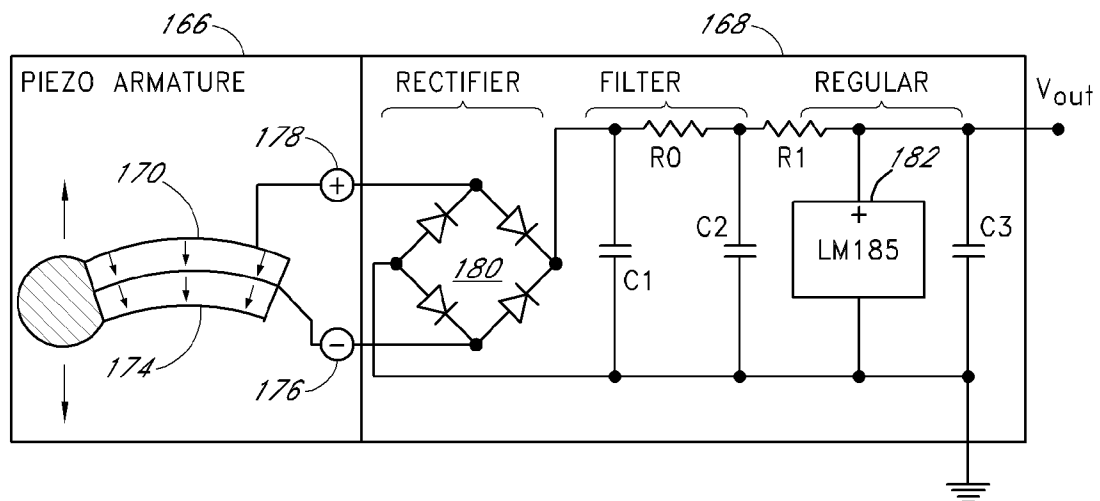 166
168
PIEZO ARMATURE
RECTIFIER
FILTER
REGULAR
Vout
178
170
+
R0
R1
182
+
LM185
C1
C2
C3
180
174
−
176